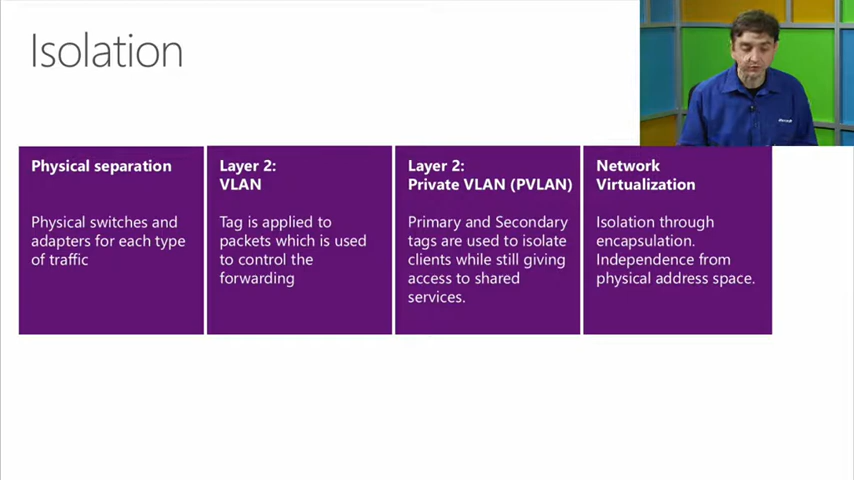 Isolation
Physical separation
Physical switches and
adapters for each type
of traffic
Layer 2:
VLAN
Tag is applied to
packets which is used
to control the
forwarding
Layer 2:
Private VLAN (PVLAN)
Primary and Secondary
tags are used to isolate
clients while still giving
access to shared
services.
Network
Virtualization
Isolation through
encapsulation.
Independence from
physical address space.